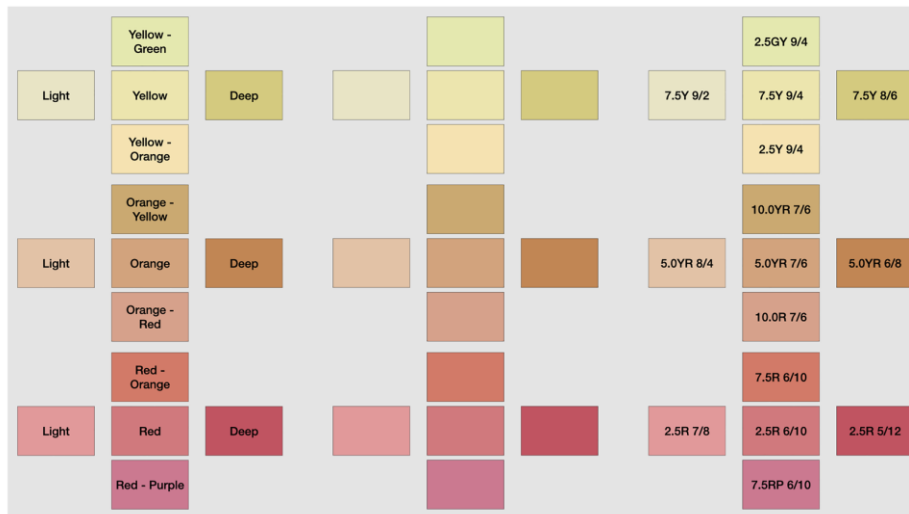 Yellow -
Green
2.5GY 9/4
Light
Yellow
Deep
7.5Y 9/2
7.5Y 9/4
7.5Y 8/6
Yellow -
Orange
2.5Y 9/4
Orange -
Yellow
10.0YR 7/6
Light
Orange
Deep
5.0YR 8/4
5.0YR 7/6
5.0YR 6/8
Orange -
Red
10.0R 7/6
Red -
Orange
7.5R 6/10
Light
Red
Deep
2.5R 7/8
2.5R 6/10
2.5R 5/12
Red - Purple
7.5RP 6/10